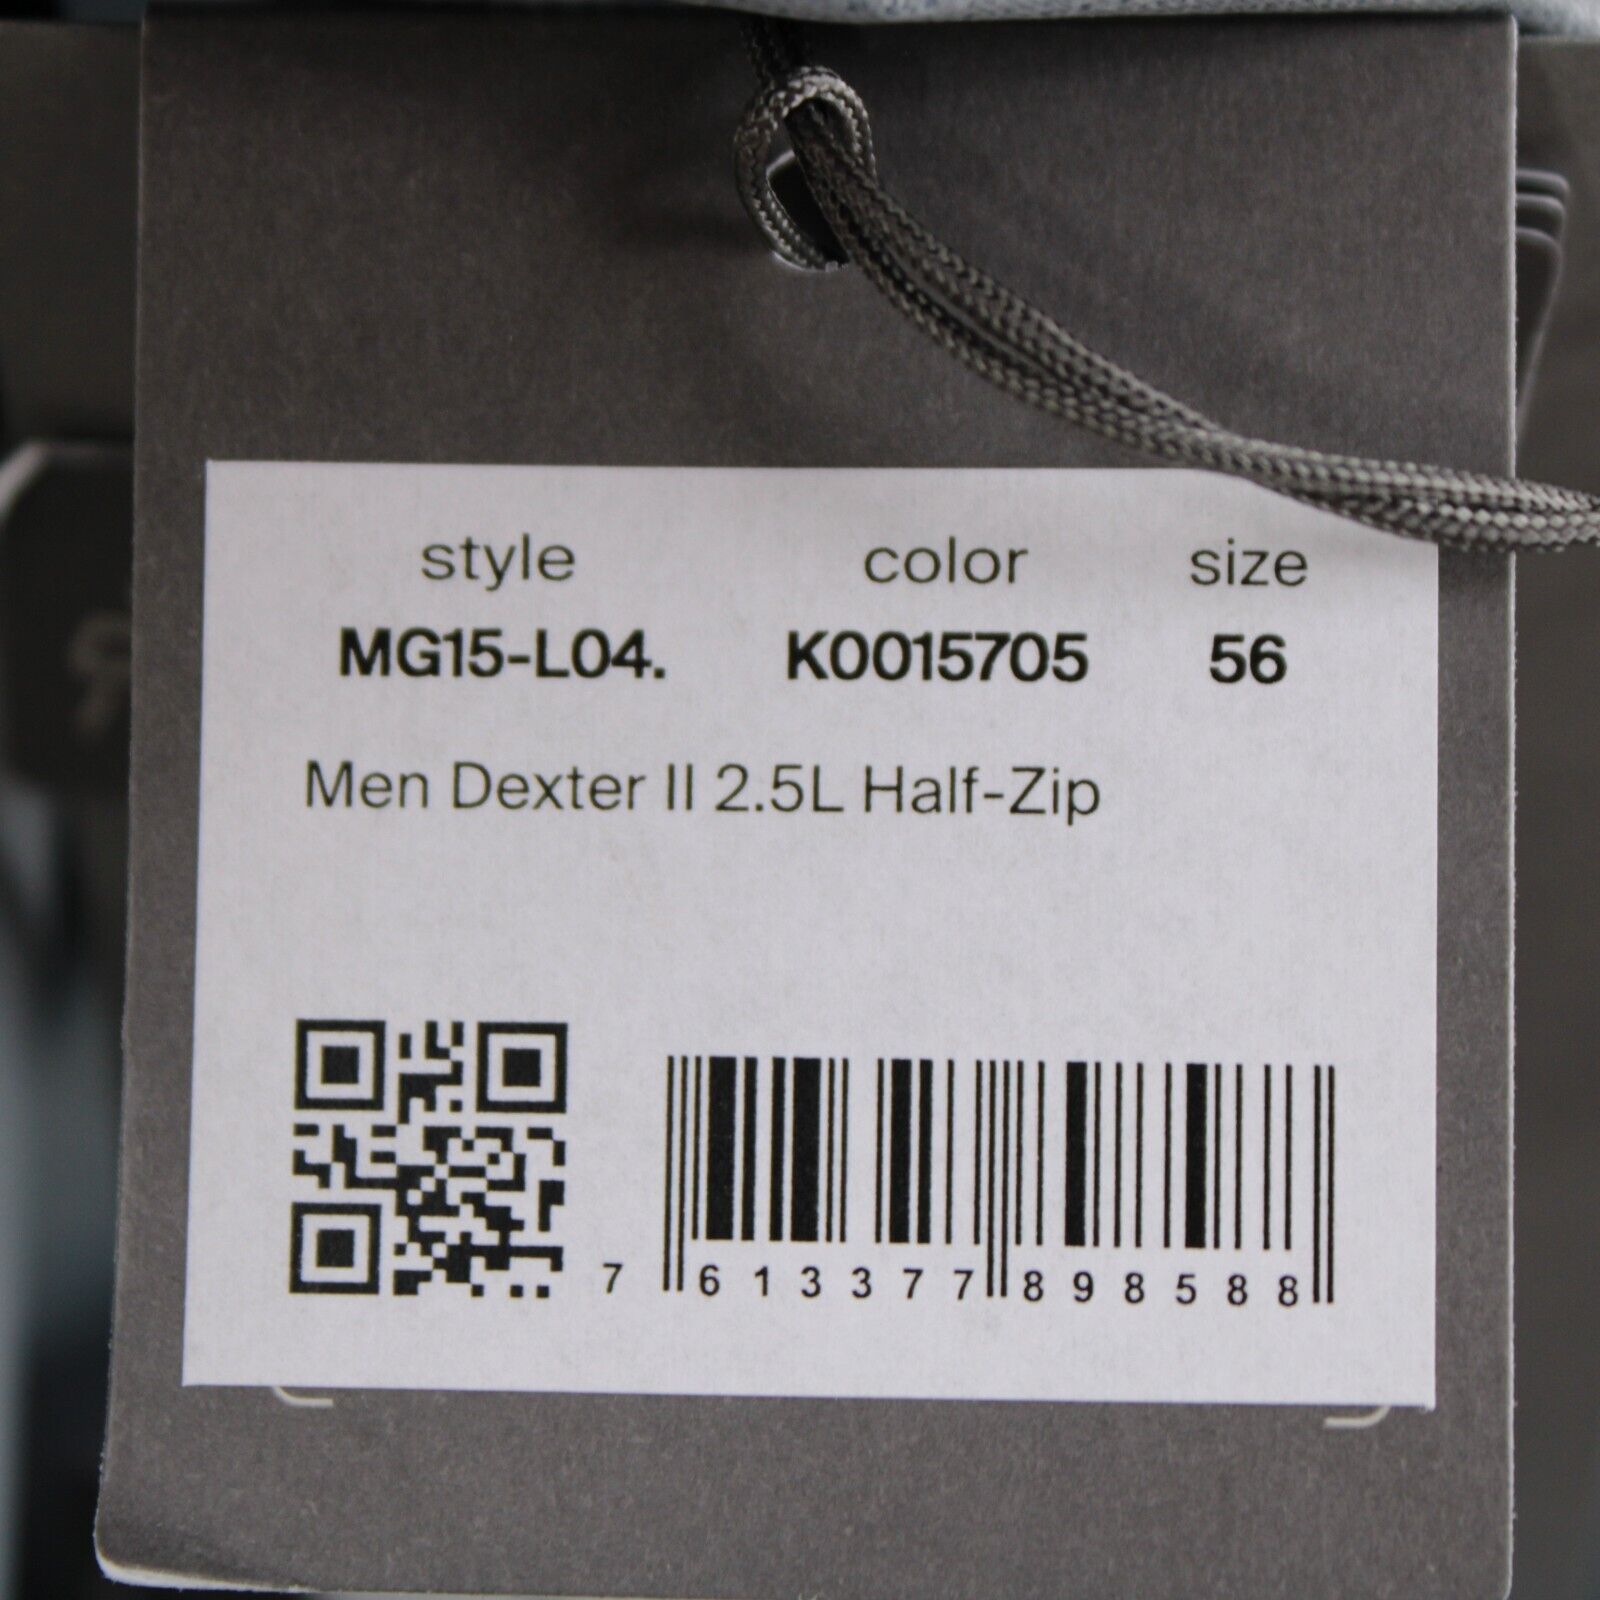 style color size
MG15-L04. K0015705 56
Men Dexter II 2.5L Half-Zip
7 613377 898588